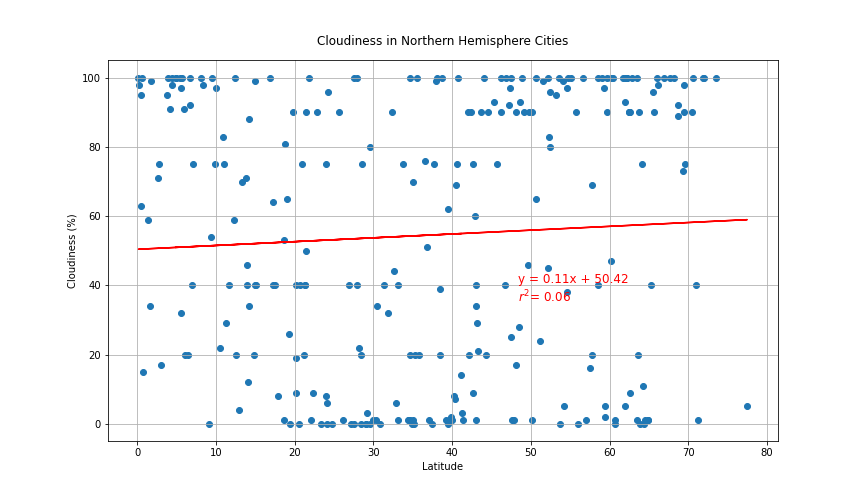 Cloudiness in Northern Hemisphere Cities
100
80
60
40
20
0
Cloudiness (%)
y = 0.11x + 50.42
r²= 0.06
0 10 20 30 40 50 60 70 80
Latitude